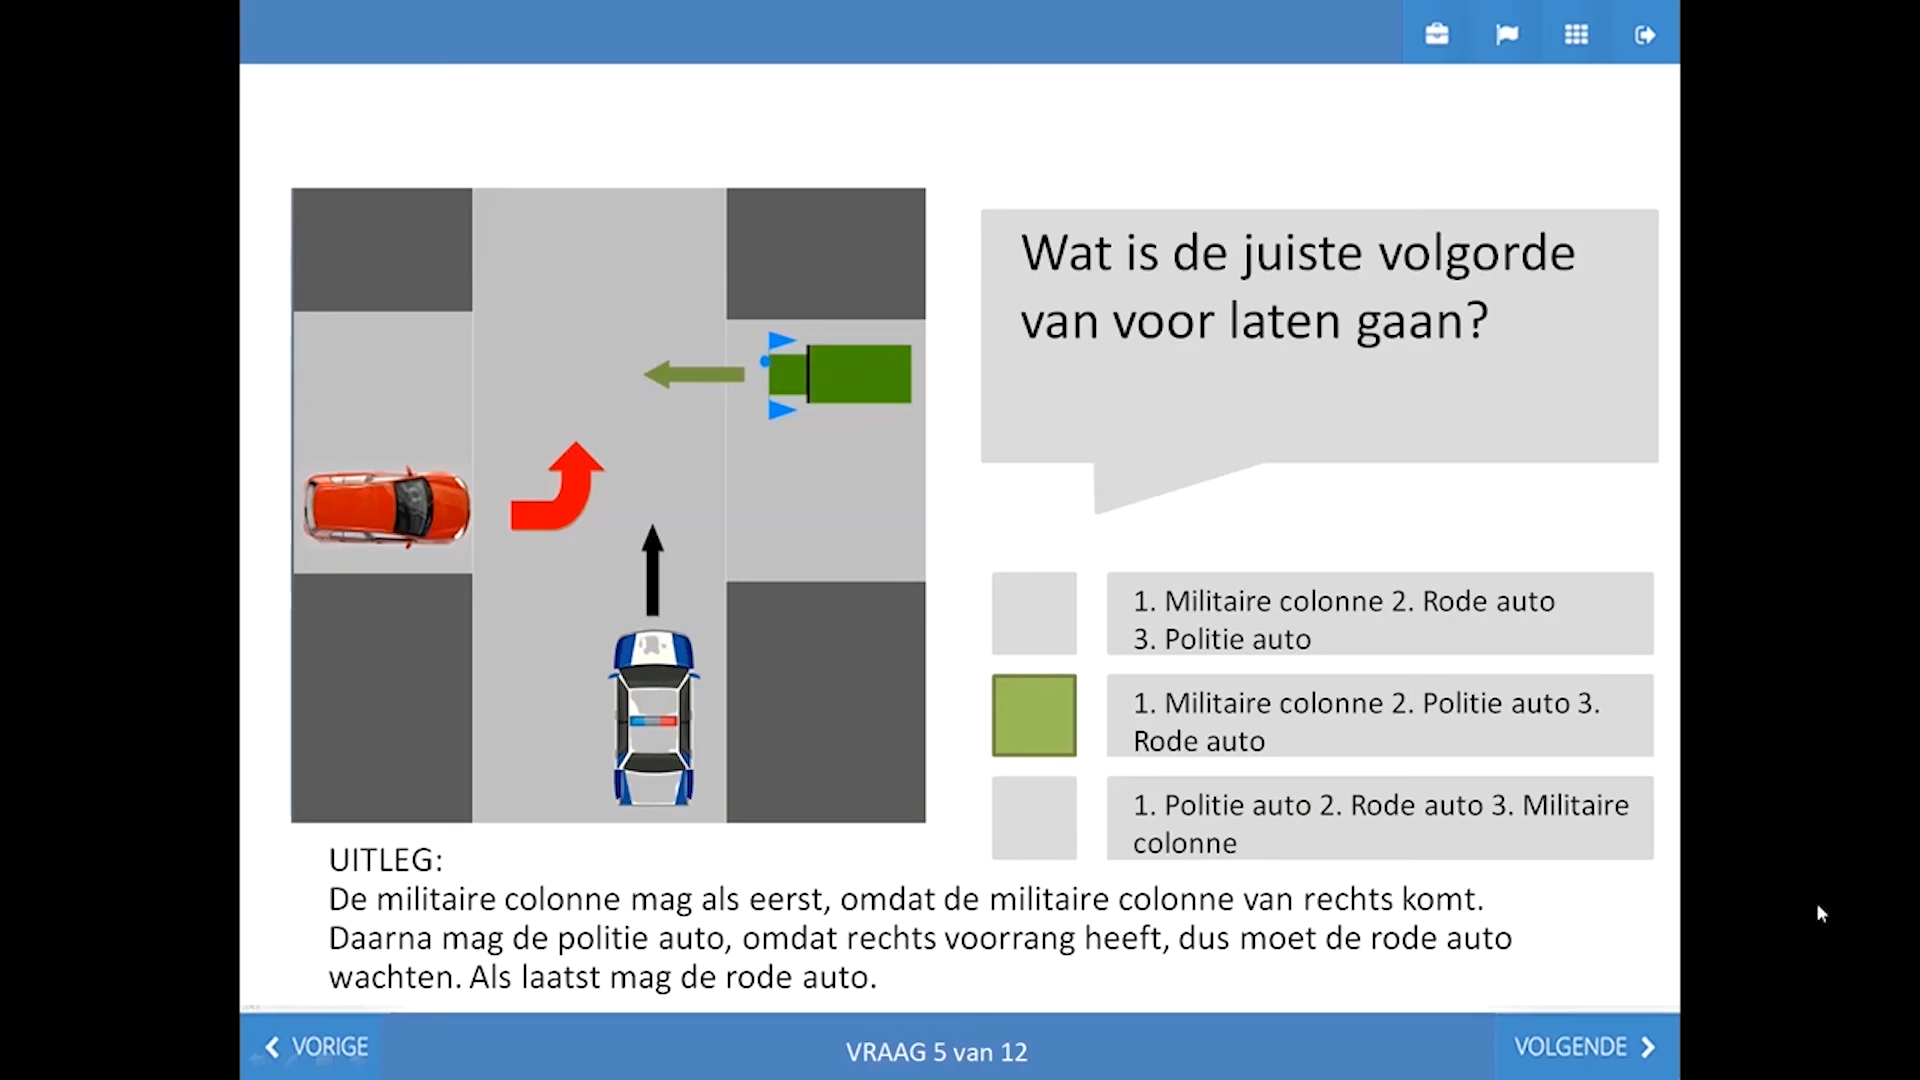 Wat is de juiste volgorde
van voor laten gaan?
1. Militaire colonne 2. Rode auto
3. Politie auto
1. Militaire colonne 2. Politie auto 3.
Rode auto
1. Politie auto 2. Rode auto 3. Militaire
colonne
UITLEG:
De militaire colonne mag als eerst, omdat de militaire colonne van rechts komt.
Daarna mag de politie auto, omdat rechts voorrang heeft, dus moet de rode auto
wachten. Als laatst mag de rode auto.
VORIGE
VRAAG 5 van 12
VOLGENDE